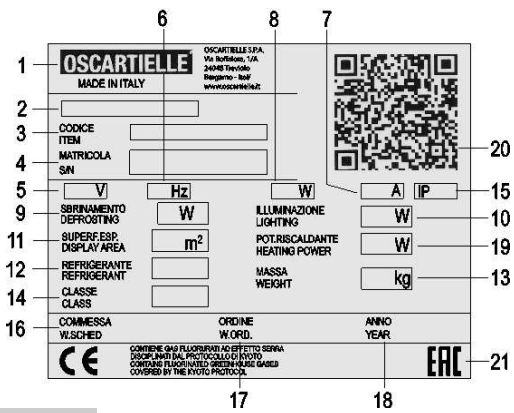 6 8 7
OSCARTIELLE
MADE IN ITALY
OSCARTIELLE S.P.A.
Via Boffalora, 1/A
24048 Treviolo
Bergamo - Italy
www.oscartielle.it
1
2
3 CODICE
ITEM
4 MATRICOLA
S/N
20
5 V Hz W A IP 15
9 SBRINAMENTO
DEFROSTING W ILLUMINAZIONE
LIGHTING W 10
11 SUPERF.ESP.
DISPLAY AREA m² POT.RISCALDANTE
HEATING POWER W 19
12 REFRIGERANTE
REFRIGERANT MASSA
WEIGHT kg 13
14 CLASSE
CLASS
16 COMMESSA
W.SCHED ORDINE
W.ORD. ANNO
YEAR
CE CONTIENE GAS FLUORURATI AD EFFETTO SERRA
DISCIPLINATI DAL PROTOCOLLO DI KYOTO
CONTAINS FLUORINATED GREENHOUSE GASES
COVERED BY THE KYOTO PROTOCOL EAC 21
17 18